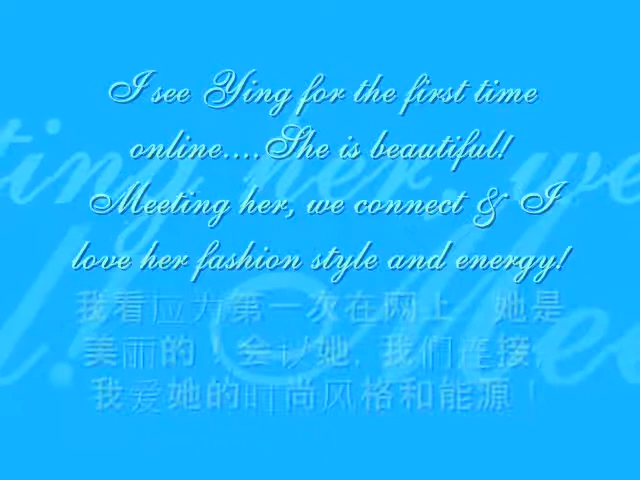 I see Ying for the first time
online....She is beautiful!
Meeting her, we connect & I
love her fashion style and energy!
我看应为第一次在网上 她是
美丽的！会认她, 我们连接,
我爱她的时尚风格和能源！